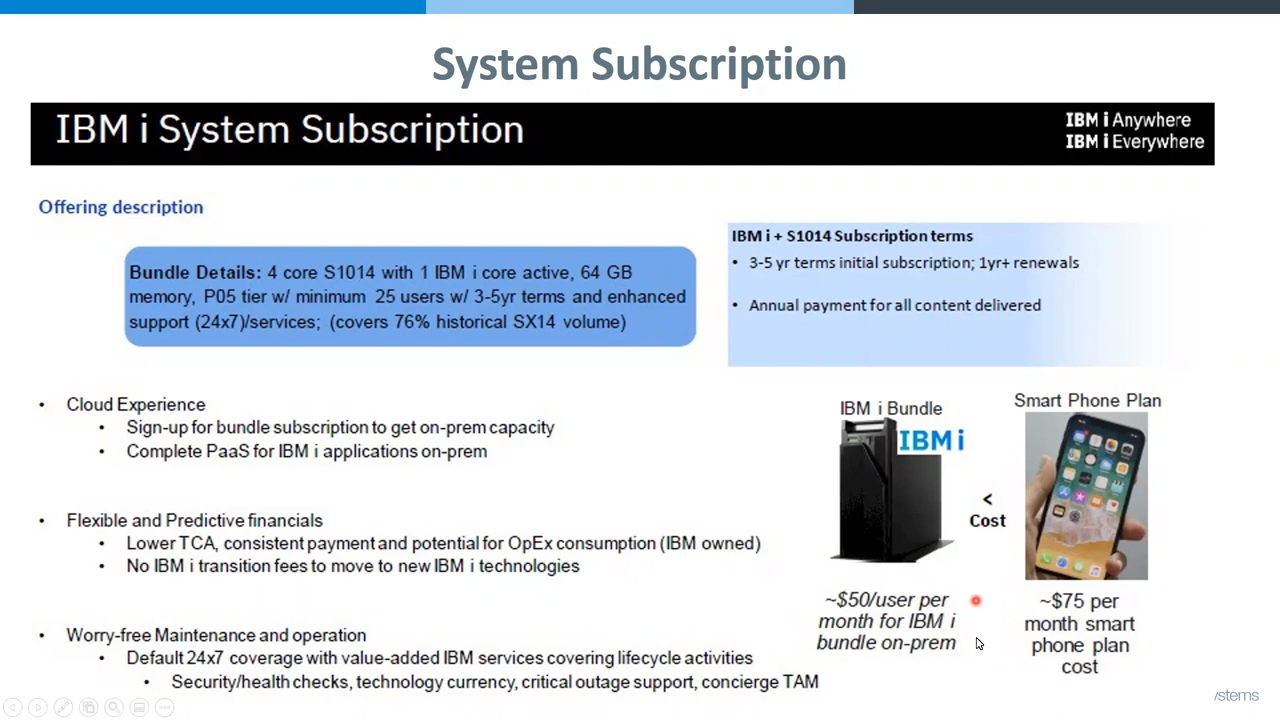 System Subscription
IBM i System Subscription
IBM i Anywhere
IBM i Everywhere
Offering description
Bundle Details: 4 core S1014 with 1 IBM i core active, 64 GB
memory, P05 tier w/ minimum 25 users w/ 3-5yr terms and enhanced
support (24x7)/services; (covers 76% historical SX14 volume)
IBM i + S1014 Subscription terms
• 3-5 yr terms initial subscription; 1yr+ renewals
• Annual payment for all content delivered
• Cloud Experience
• Sign-up for bundle subscription to get on-prem capacity
• Complete PaaS for IBM i applications on-prem
• Flexible and Predictive financials
• Lower TCA, consistent payment and potential for OpEx consumption (IBM owned)
• No IBM i transition fees to move to new IBM i technologies
• Worry-free Maintenance and operation
• Default 24x7 coverage with value-added IBM services covering lifecycle activities
• Security/health checks, technology currency, critical outage support, concierge TAM
IBM i Bundle
IBM i
<
Cost
Smart Phone Plan
~$50/user per
month for IBM i
bundle on-prem
~$75 per
month smart
phone plan
cost